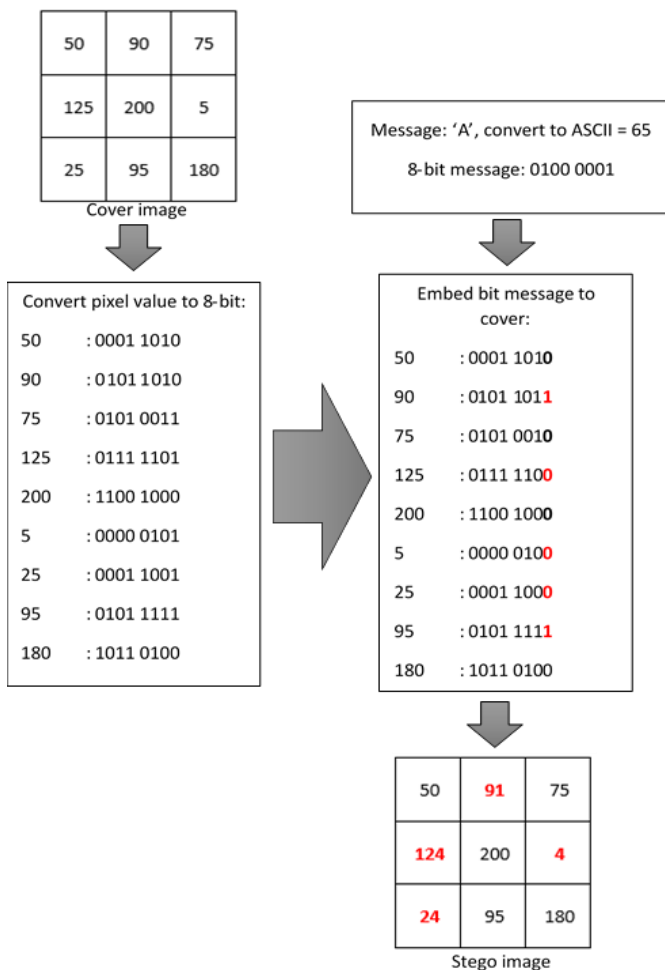 50 90 75
125 200 5
25 95 180
Cover image
Message: ‘A’, convert to ASCII = 65
8-bit message: 0100 0001
Convert pixel value to 8-bit:
50 : 0001 1010
90 : 0101 1010
75 : 0101 0011
125 : 0111 1101
200 : 1100 1000
5 : 0000 0101
25 : 0001 1001
95 : 0101 1111
180 : 1011 0100
Embed bit message to
cover:
50 : 0001 1010
90 : 0101 1011
75 : 0101 0010
125 : 0111 1100
200 : 1100 1000
5 : 0000 0100
25 : 0001 1000
95 : 0101 1111
180 : 1011 0100
50 91 75
124 200 4
24 95 180
Stego image